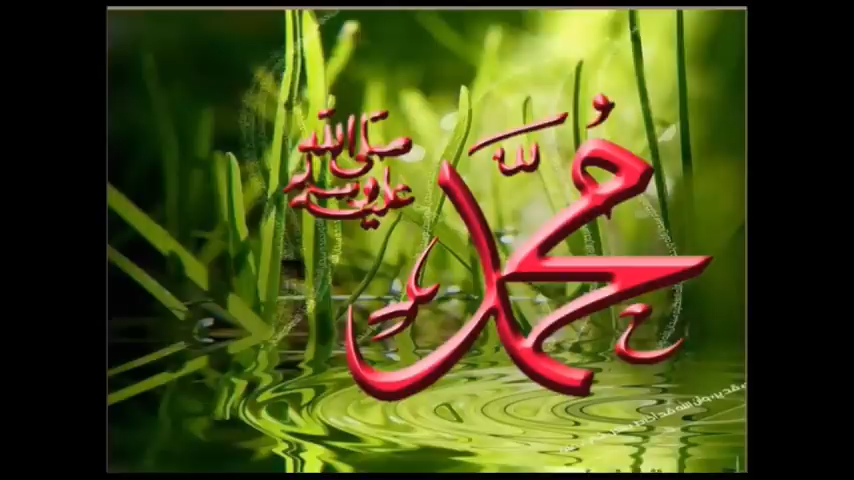 محمد
صلى الله
عليه وسلم